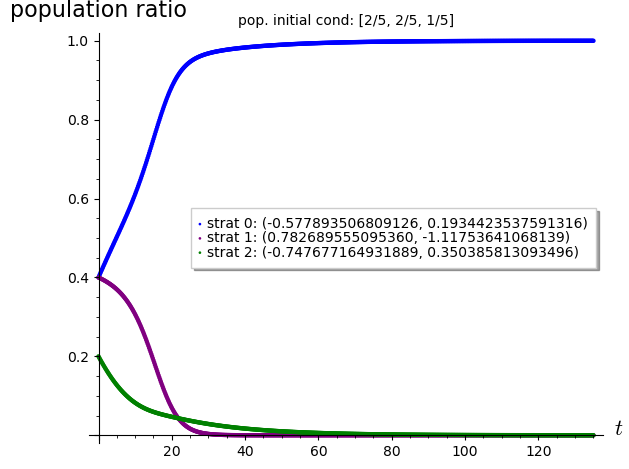 population ratio
pop. initial cond: [2/5, 2/5, 1/5]
1.0
0.8
0.6
strat 0: (-0.577893506809126, 0.1934423537591316)
strat 1: (0.782689555095360, -1.11753641068139)
strat 2: (-0.747677164931889, 0.350385813093496)
0.4
0.2
t
20 40 60 80 100 120